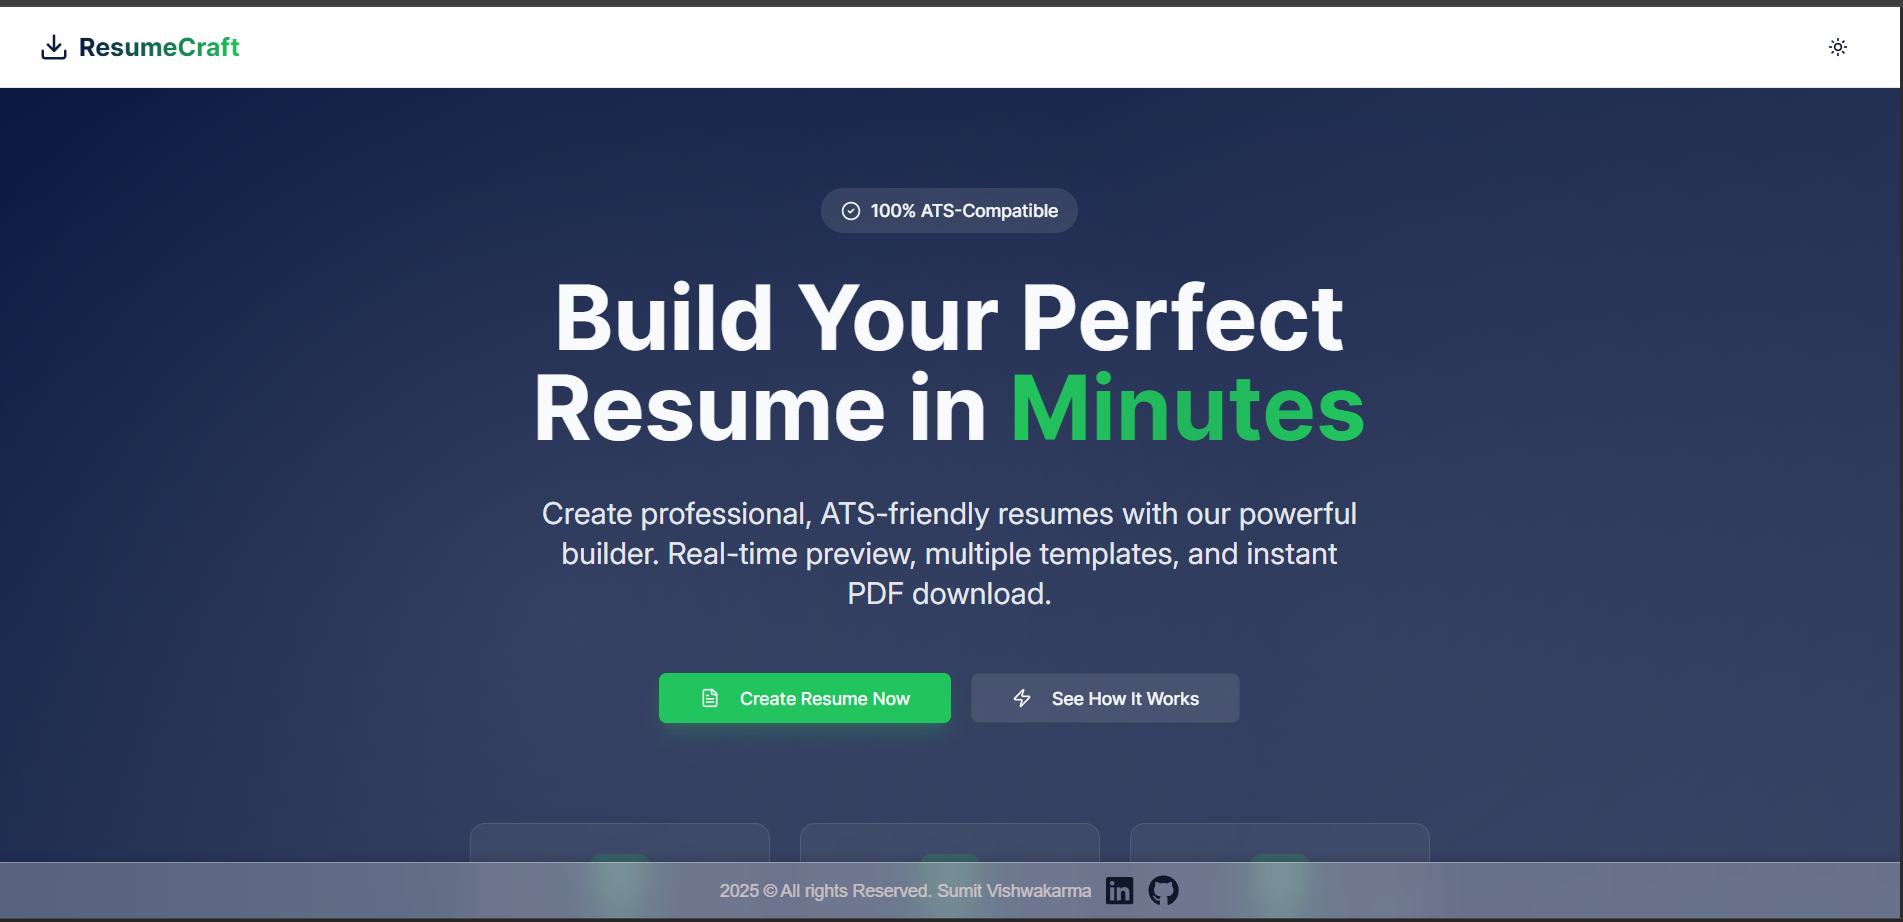 ResumeCraft
100% ATS-Compatible
Build Your Perfect
Resume in Minutes
Create professional, ATS-friendly resumes with our powerful
builder. Real-time preview, multiple templates, and instant
PDF download.
Create Resume Now
See How It Works
2025 © All rights Reserved. Sumit Vishwakarma